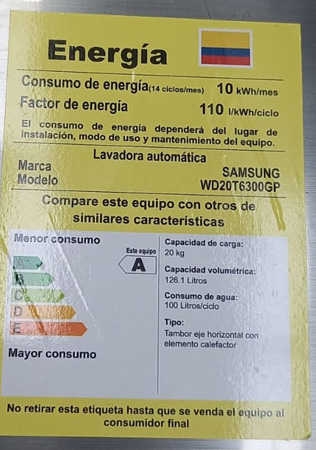 Energía
Consumo de energía(14 ciclos/mes) 10 kWh/mes
Factor de energía 110 l/kWh/ciclo
El consumo de energía dependerá del lugar de
instalación, modo de uso y mantenimiento del equipo.
Lavadora automática
Marca SAMSUNG
Modelo WD20T6300GP
Compare este equipo con otros de
similares características
Menor consumo
Este equipo
A
A
B
C
D
E
Mayor consumo
Capacidad de carga:
20 kg
Capacidad volumétrica:
126.1 Litros
Consumo de agua:
100 Litros/ciclo
Tipo:
Tambor eje horizontal con
elemento calefactor
No retirar esta etiqueta hasta que se venda el equipo al
consumidor final